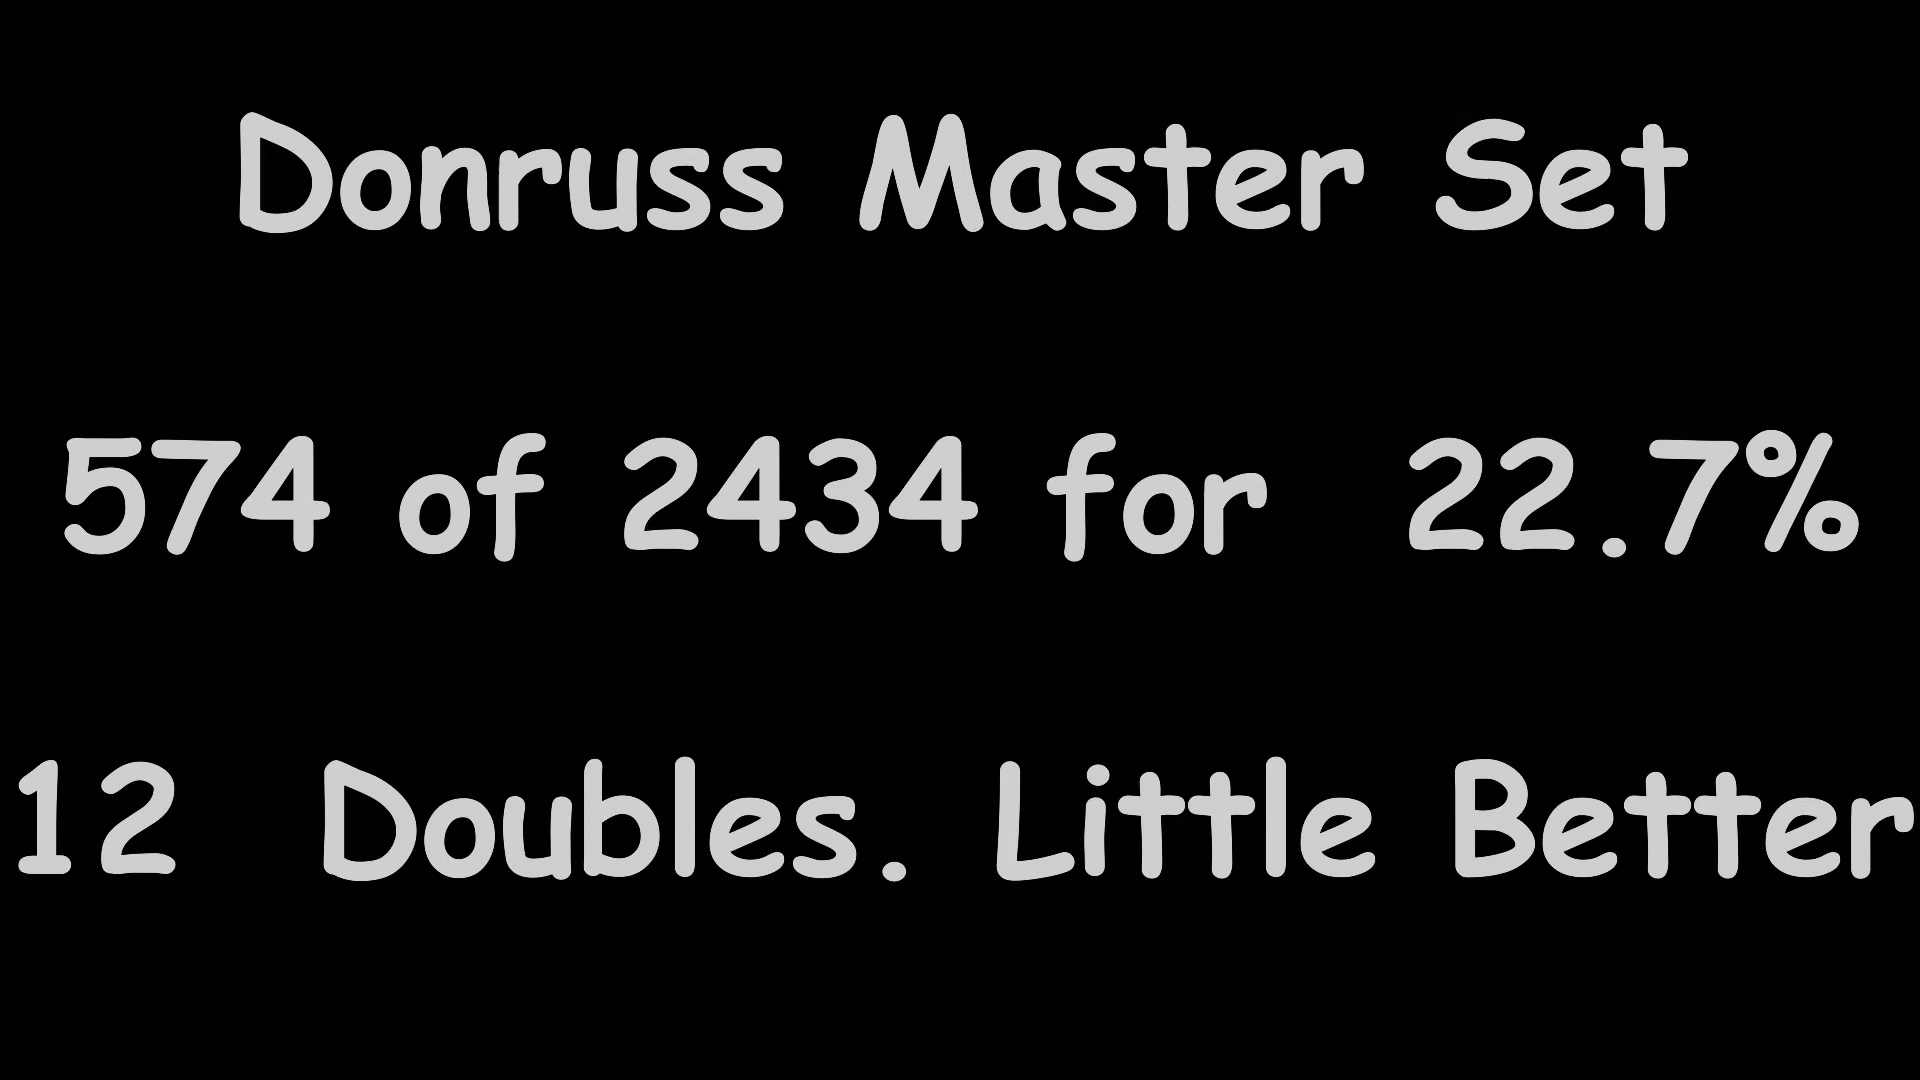 Donruss Master Set
574 of 2434 for 22.7%
12 Doubles. Little Better